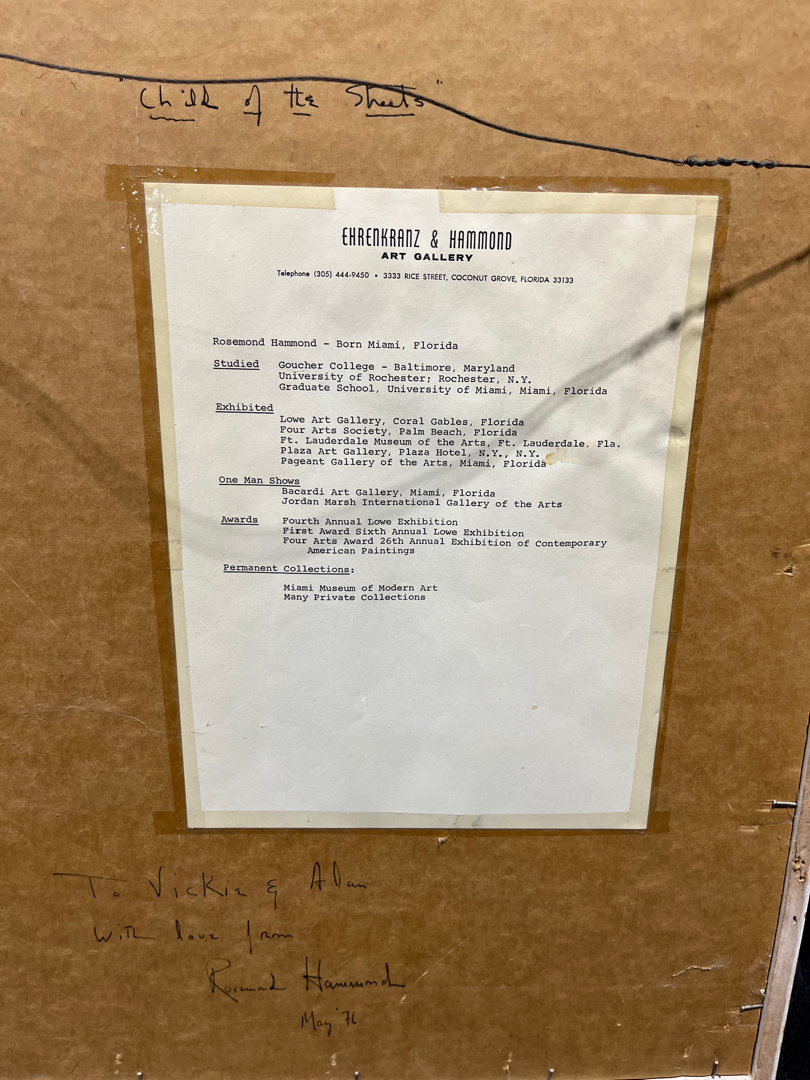 "Child of the Sheets"
EHRENKRANZ & HAMMOND
ART GALLERY
Telephone (305) 444-9450 • 3333 RICE STREET, COCONUT GROVE, FLORIDA 33133
Rosemond Hammond - Born Miami, Florida
Studied Goucher College - Baltimore, Maryland
University of Rochester; Rochester, N.Y.
Graduate School, University of Miami, Miami, Florida
Exhibited
Lowe Art Gallery, Coral Gables, Florida
Four Arts Society, Palm Beach, Florida
Ft. Lauderdale Museum of the Arts, Ft. Lauderdale, Fla.
Plaza Art Gallery, Plaza Hotel, N.Y., N.Y.
Pageant Gallery of the Arts, Miami, Florida
One Man Shows
Bacardi Art Gallery, Miami, Florida
Jordan Marsh International Gallery of the Arts
Awards Fourth Annual Lowe Exhibition
First Award Sixth Annual Lowe Exhibition
Four Arts Award 26th Annual Exhibition of Contemporary
American Paintings
Permanent Collections:
Miami Museum of Modern Art
Many Private Collections
To Vickie & Alan
With love from
Rosemond Hammond
May '76